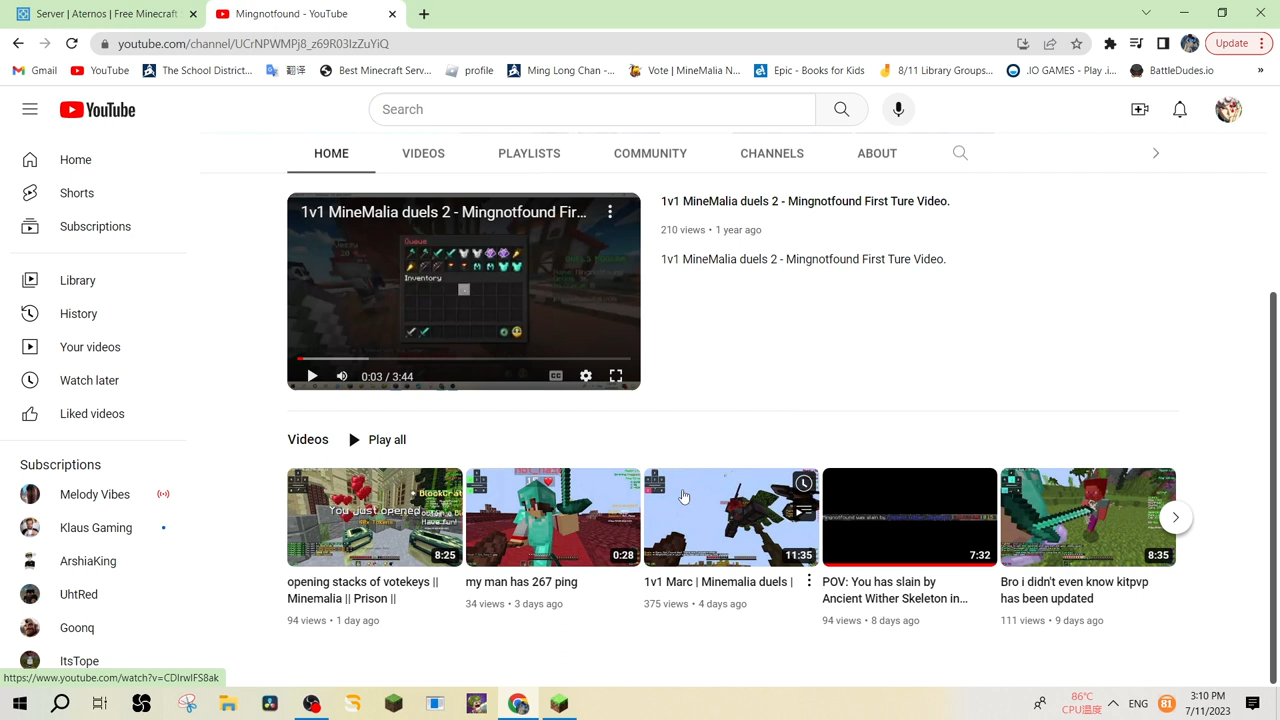 Server | Aternos | Free Minecraft
Mingnotfound - YouTube
youtube.com/channel/UCrNPWMPj8_z69R03IzZuYiQ
Update
Gmail
YouTube
The School District...
翻译
Best Minecraft Serv...
profile
Ming Long Chan -...
Vote | MineMalia N...
Epic - Books for Kids
8/11 Library Groups...
.IO GAMES - Play .i...
BattleDudes.io
»
YouTube
Search
HOME
VIDEOS
PLAYLISTS
COMMUNITY
CHANNELS
ABOUT
Home
Shorts
Subscriptions
Library
History
Your videos
Watch later
Liked videos
Subscriptions
Melody Vibes
Klaus Gaming
ArshiaKing
UhtRed
Goonq
ItsTope
1v1 MineMalia duels 2 - Mingnotfound Fir...
Queue
Inventory
0:03 / 3:44
1v1 MineMalia duels 2 - Mingnotfound First Ture Video.
210 views • 1 year ago
1v1 MineMalia duels 2 - Mingnotfound First Ture Video.
Videos
Play all
You just opened
8:25
0:28
11:35
7:32
8:35
opening stacks of votekeys ||
Minemalia || Prison ||
94 views • 1 day ago
my man has 267 ping
34 views • 3 days ago
1v1 Marc | Minemalia duels |
375 views • 4 days ago
POV: You has slain by
Ancient Wither Skeleton in...
94 views • 8 days ago
Bro i didn't even know kitpvp
has been updated
111 views • 9 days ago
https://www.youtube.com/watch?v=CDIrwlFS8ak
86°C
CPU温度
ENG
81
3:10 PM
7/11/2023